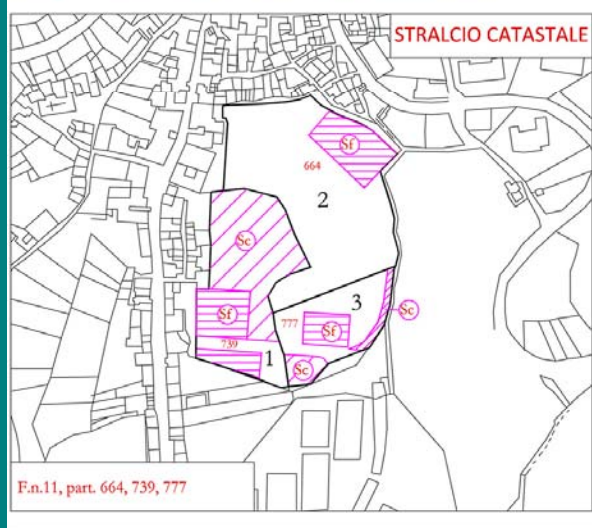 STRALCIO CATASTALE
Sf
664
2
Sc
3
Sc
Sf
777
Sf
739
1
Sc
F.n.11, part. 664, 739, 777